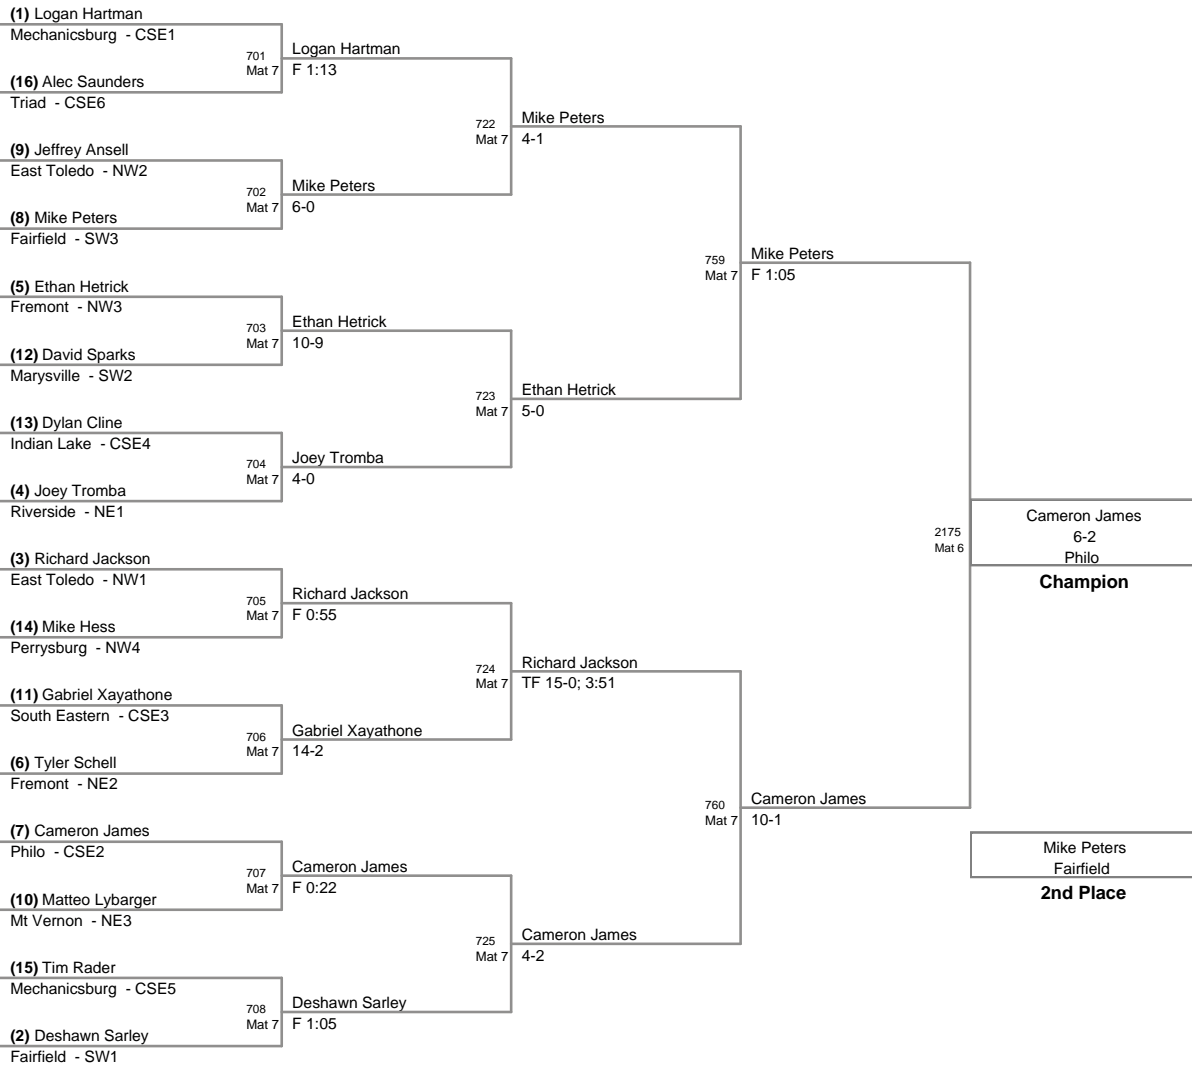 (1) Logan Hartman
Mechanicsburg - CSE1
701
Mat 7
Logan Hartman
F 1:13
(16) Alec Saunders
Triad - CSE6
722
Mat 7
Mike Peters
4-1
(9) Jeffrey Ansell
East Toledo - NW2
702
Mat 7
Mike Peters
6-0
(8) Mike Peters
Fairfield - SW3
759
Mat 7
Mike Peters
F 1:05
(5) Ethan Hetrick
Fremont - NW3
703
Mat 7
Ethan Hetrick
10-9
(12) David Sparks
Marysville - SW2
723
Mat 7
Ethan Hetrick
5-0
(13) Dylan Cline
Indian Lake - CSE4
704
Mat 7
Joey Tromba
4-0
(4) Joey Tromba
Riverside - NE1
2175
Mat 6
Cameron James
6-2
Philo
Champion
(3) Richard Jackson
East Toledo - NW1
705
Mat 7
Richard Jackson
F 0:55
(14) Mike Hess
Perrysburg - NW4
724
Mat 7
Richard Jackson
TF 15-0; 3:51
(11) Gabriel Xayathone
South Eastern - CSE3
706
Mat 7
Gabriel Xayathone
14-2
(6) Tyler Schell
Fremont - NE2
760
Mat 7
Cameron James
10-1
(7) Cameron James
Philo - CSE2
707
Mat 7
Cameron James
F 0:22
Mike Peters
Fairfield
2nd Place
(10) Matteo Lybarger
Mt Vernon - NE3
725
Mat 7
Cameron James
4-2
(15) Tim Rader
Mechanicsburg - CSE5
708
Mat 7
Deshawn Sarley
F 1:05
(2) Deshawn Sarley
Fairfield - SW1